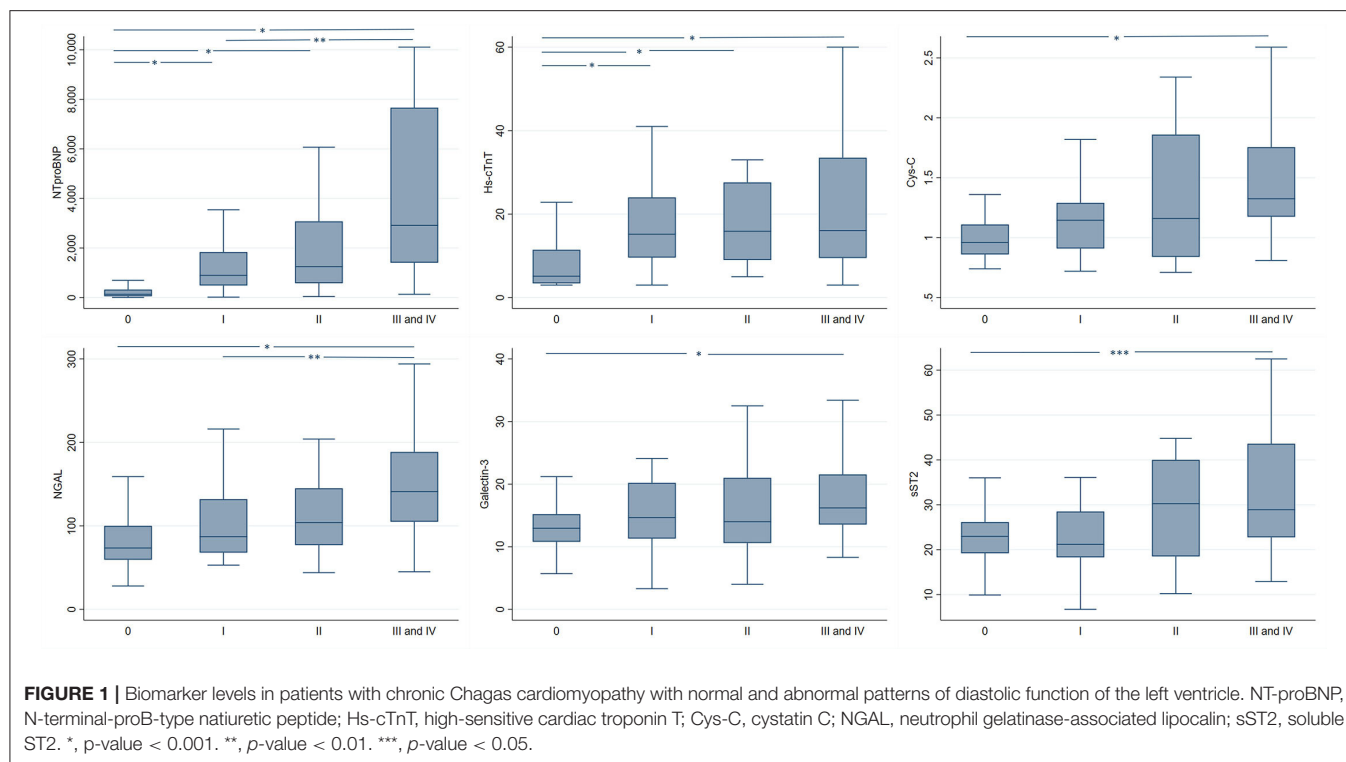 *
**
*
*
10,000
8,000
6,000
4,000
2,000
0
NTproBNP
0 I II III and IV
*
*
*
60
40
20
0
Hs-cTnT
0 I II III and IV
*
2.5
2
1.5
1
.5
Cys-C
0 I II III and IV
*
**
300
200
100
0
NGAL
0 I II III and IV
*
40
30
20
10
0
Galectin-3
0 I II III and IV
***
60
50
40
30
20
10
sST2
0 I II III and IV
FIGURE 1 | Biomarker levels in patients with chronic Chagas cardiomyopathy with normal and abnormal patterns of diastolic function of the left ventricle. NT-proBNP,
N-terminal-proB-type natiuretic peptide; Hs-cTnT, high-sensitive cardiac troponin T; Cys-C, cystatin C; NGAL, neutrophil gelatinase-associated lipocalin; sST2, soluble
ST2. *, p-value < 0.001. **, p-value < 0.01. ***, p-value < 0.05.